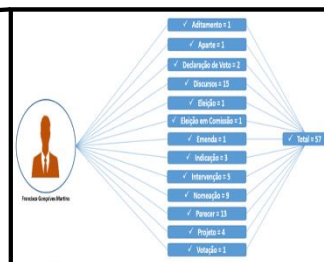 ✓ Aditamento = 1
✓ Aparte = 1
✓ Declaração de Voto = 2
✓ Discursos = 15
✓ Eleição = 1
✓ Eleição em Comissão = 1
✓ Emenda = 1
✓ Total = 57
✓ Indicação = 3
✓ Intervenção = 5
✓ Nomeação = 9
✓ Parecer = 13
✓ Projeto = 4
✓ Votação = 1
Francisco Gonçalves Martins